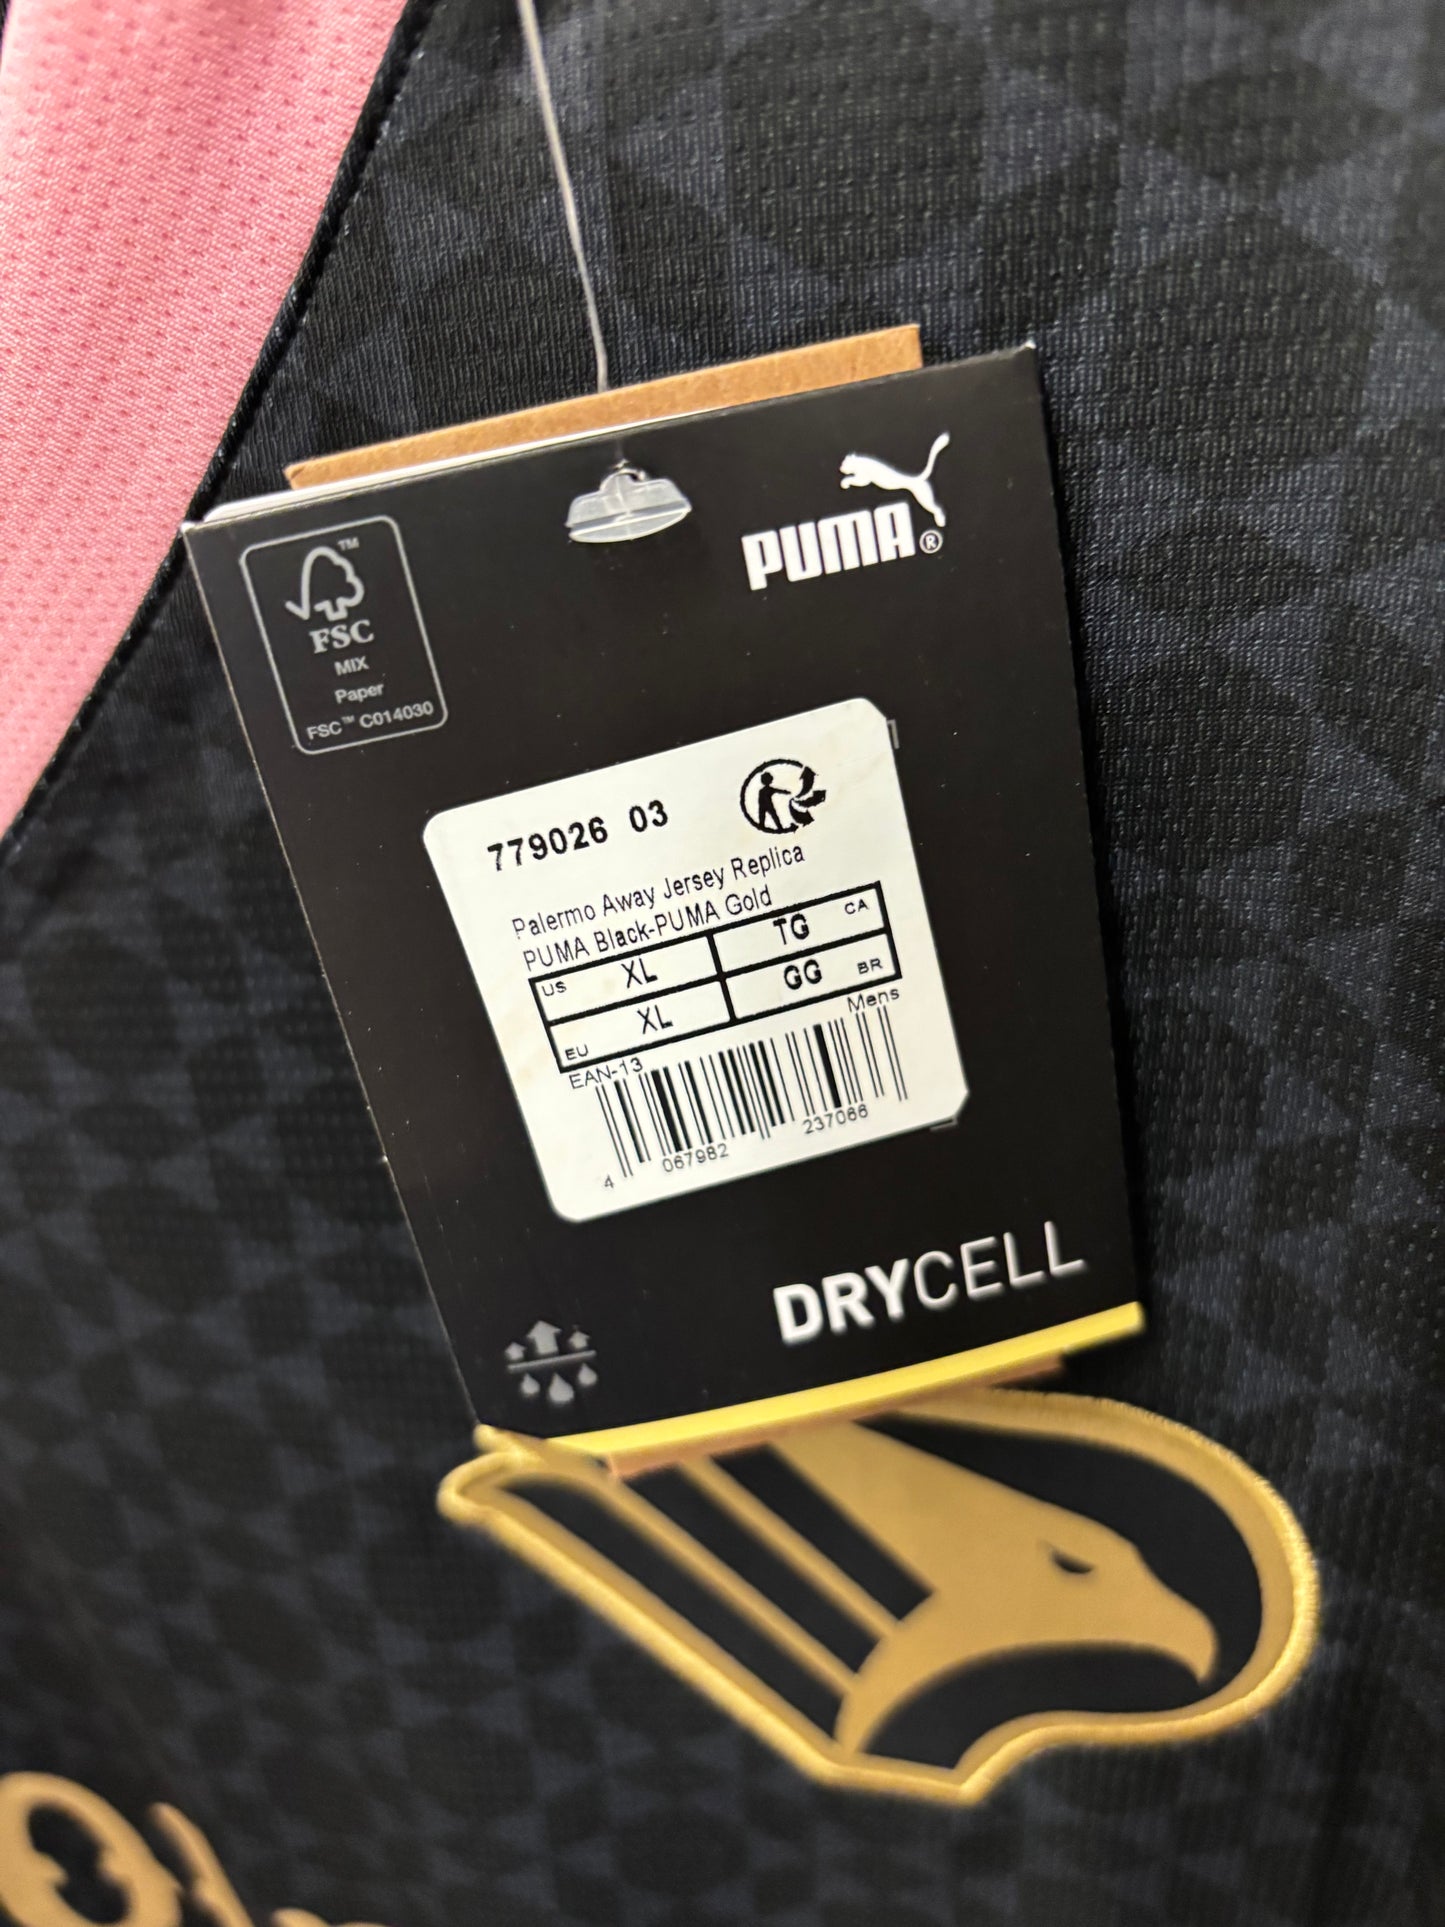 PUMA®
FSC™
MIX
Paper
FSC™ C014030
779026 03
Palermo Away Jersey Replica
PUMA Black-PUMA Gold
US XL TG CA
EU XL GG BR
Mens
EAN-13
4 067982 237066
DRYCELL